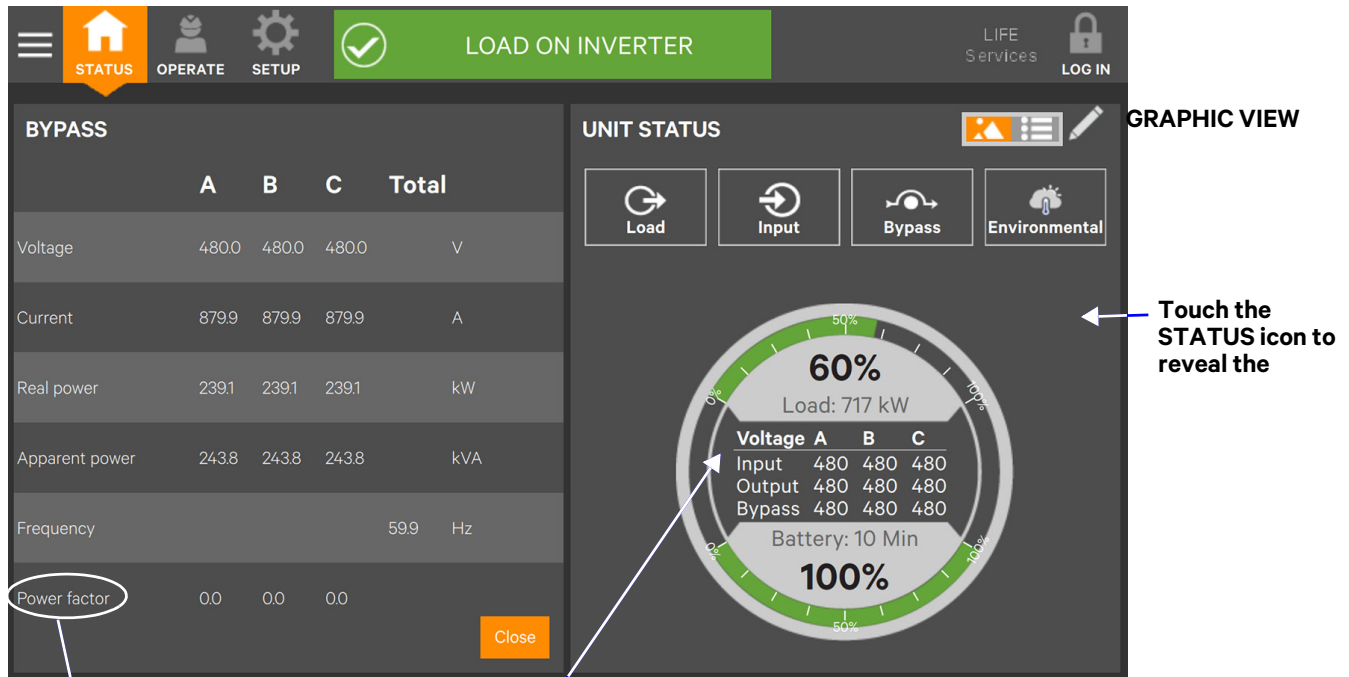 STATUS OPERATE SETUP LOAD ON INVERTER LIFE Services LOG IN
BYPASS
A B C Total
Voltage 480.0 480.0 480.0 V
Current 879.9 879.9 879.9 A
Real power 239.1 239.1 239.1 kW
Apparent power 243.8 243.8 243.8 kVA
Frequency 59.9 Hz
Power factor 0.0 0.0 0.0
Close
UNIT STATUS
Load Input Bypass Environmental
50%
0% 100%
60%
Load: 717 kW
Voltage A B C
Input 480 480 480
Output 480 480 480
Bypass 480 480 480
Battery: 10 Min
100%
0% 100%
50%
GRAPHIC VIEW
Touch the
STATUS icon to
reveal the